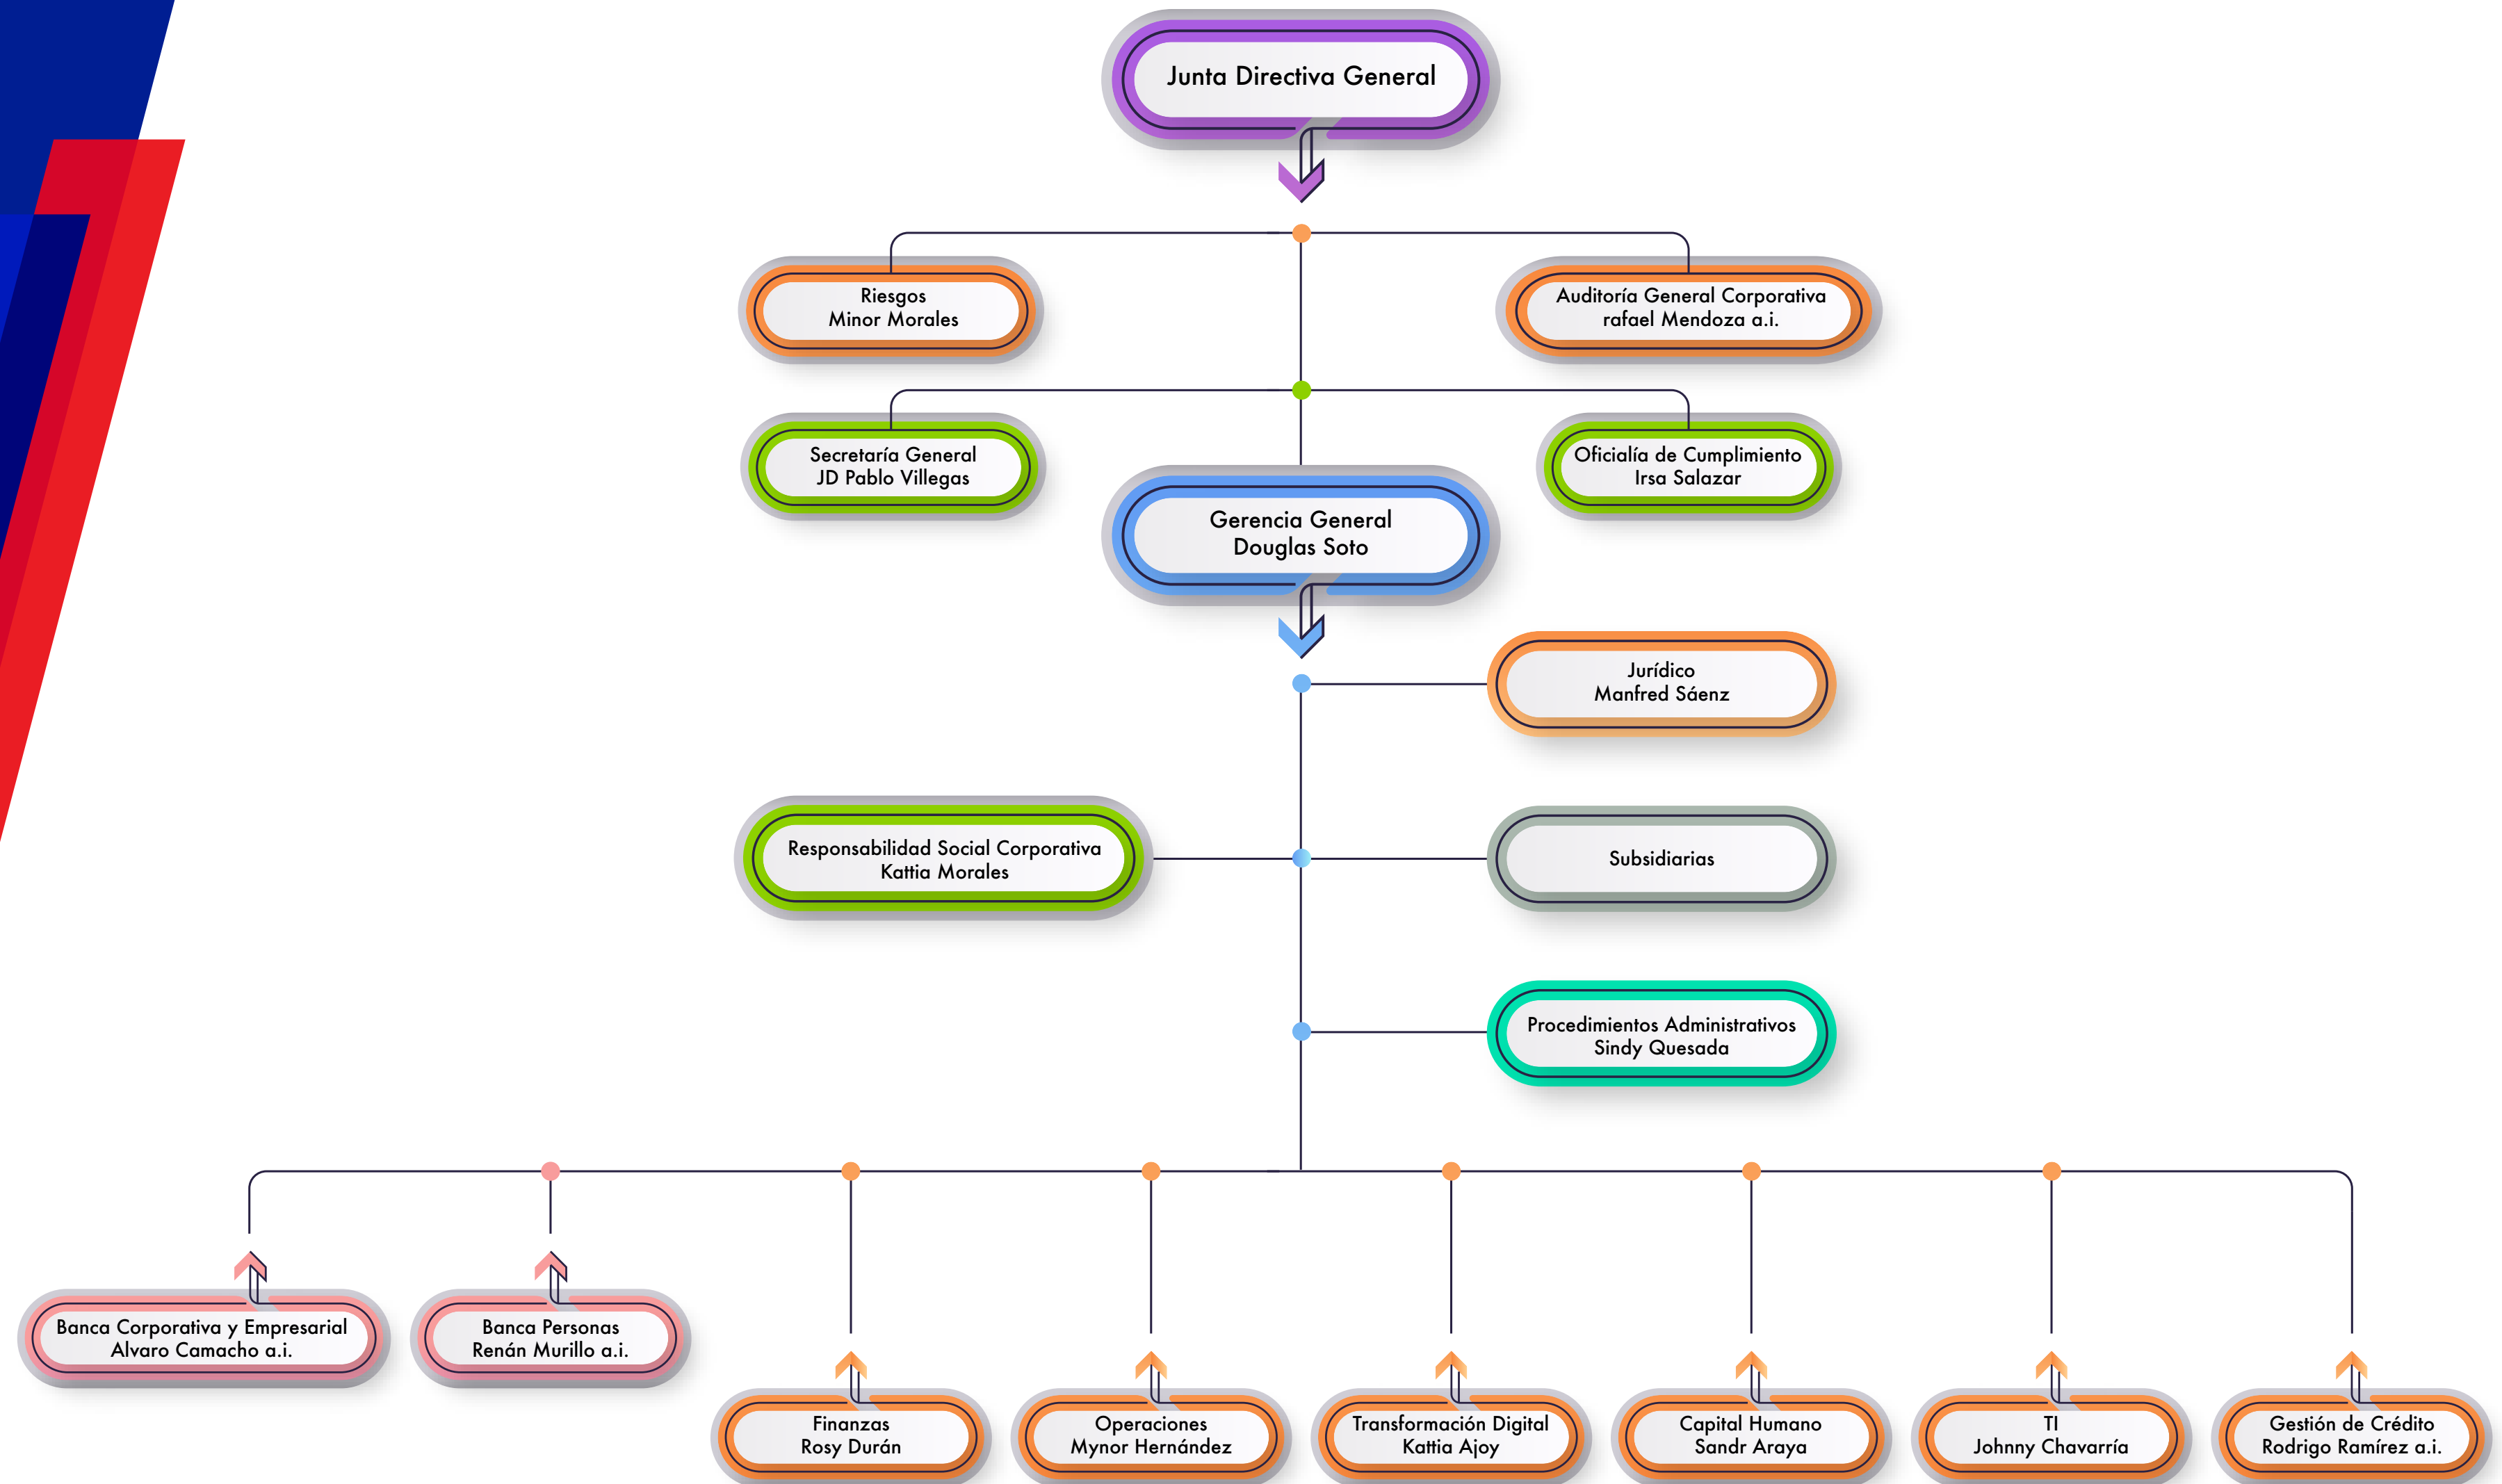 Junta Directiva General
Riesgos
Minor Morales
Auditoría General Corporativa
rafael Mendoza a.i.
Secretaría General
JD Pablo Villegas
Oficialía de Cumplimiento
Irsa Salazar
Gerencia General
Douglas Soto
Jurídico
Manfred Sáenz
Responsabilidad Social Corporativa
Kattia Morales
Subsidiarias
Procedimientos Administrativos
Sindy Quesada
Banca Corporativa y Empresarial
Alvaro Camacho a.i.
Banca Personas
Renán Murillo a.i.
Finanzas
Rosy Durán
Operaciones
Mynor Hernández
Transformación Digital
Kattia Ajoy
Capital Humano
Sandr Araya
TI
Johnny Chavarría
Gestión de Crédito
Rodrigo Ramírez a.i.